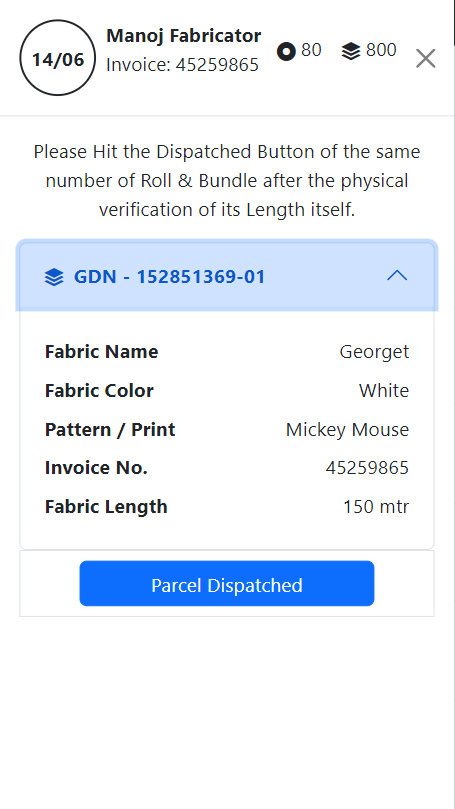 14/06
Manoj Fabricator
Invoice: 45259865
80
800
Please Hit the Dispatched Button of the same
number of Roll & Bundle after the physical
verification of its Length itself.
GDN - 152851369-01
Fabric Name Georget
Fabric Color White
Pattern / Print Mickey Mouse
Invoice No. 45259865
Fabric Length 150 mtr
Parcel Dispatched